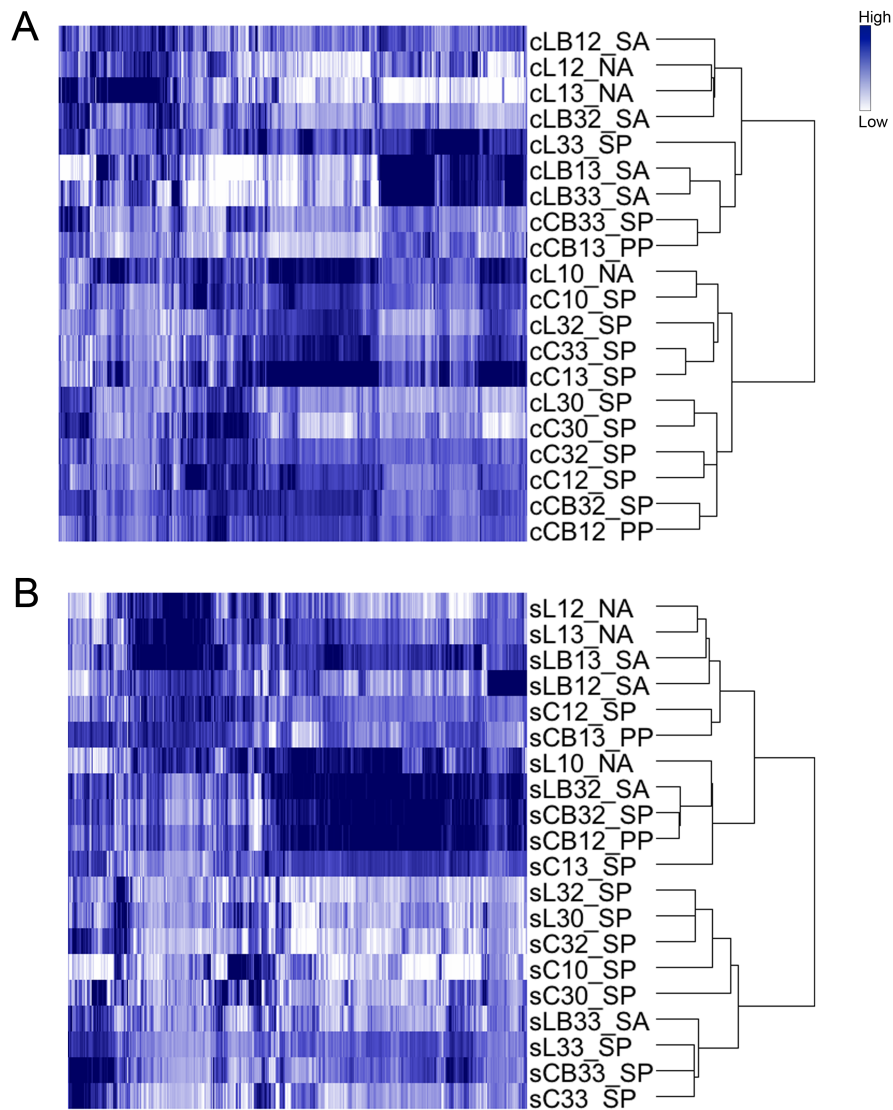 A
High
Low
cLB12_SA
cL12_NA
cL13_NA
cLB32_SA
cL33_SP
cLB13_SA
cLB33_SA
cCB33_SP
cCB13_PP
cL10_NA
cC10_SP
cL32_SP
cC33_SP
cC13_SP
cL30_SP
cC30_SP
cC32_SP
cC12_SP
cCB32_SP
cCB12_PP
B
sL12_NA
sL13_NA
sLB13_SA
sLB12_SA
sC12_SP
sCB13_PP
sL10_NA
sLB32_SA
sCB32_SP
sCB12_PP
sC13_SP
sL32_SP
sL30_SP
sC32_SP
sC10_SP
sC30_SP
sLB33_SA
sL33_SP
sCB33_SP
sC33_SP